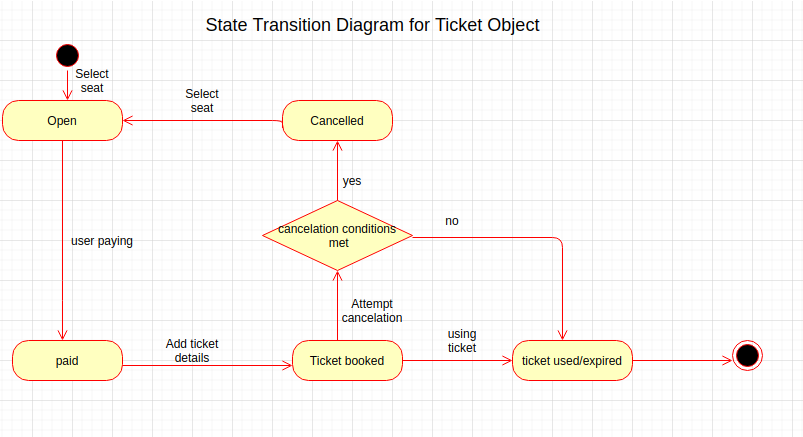 State Transition Diagram for Ticket Object
Select
seat
Select
seat
Open
Cancelled
yes
cancelation conditions
met
no
user paying
Attempt
cancelation
Add ticket
details
using
ticket
paid
Ticket booked
ticket used/expired